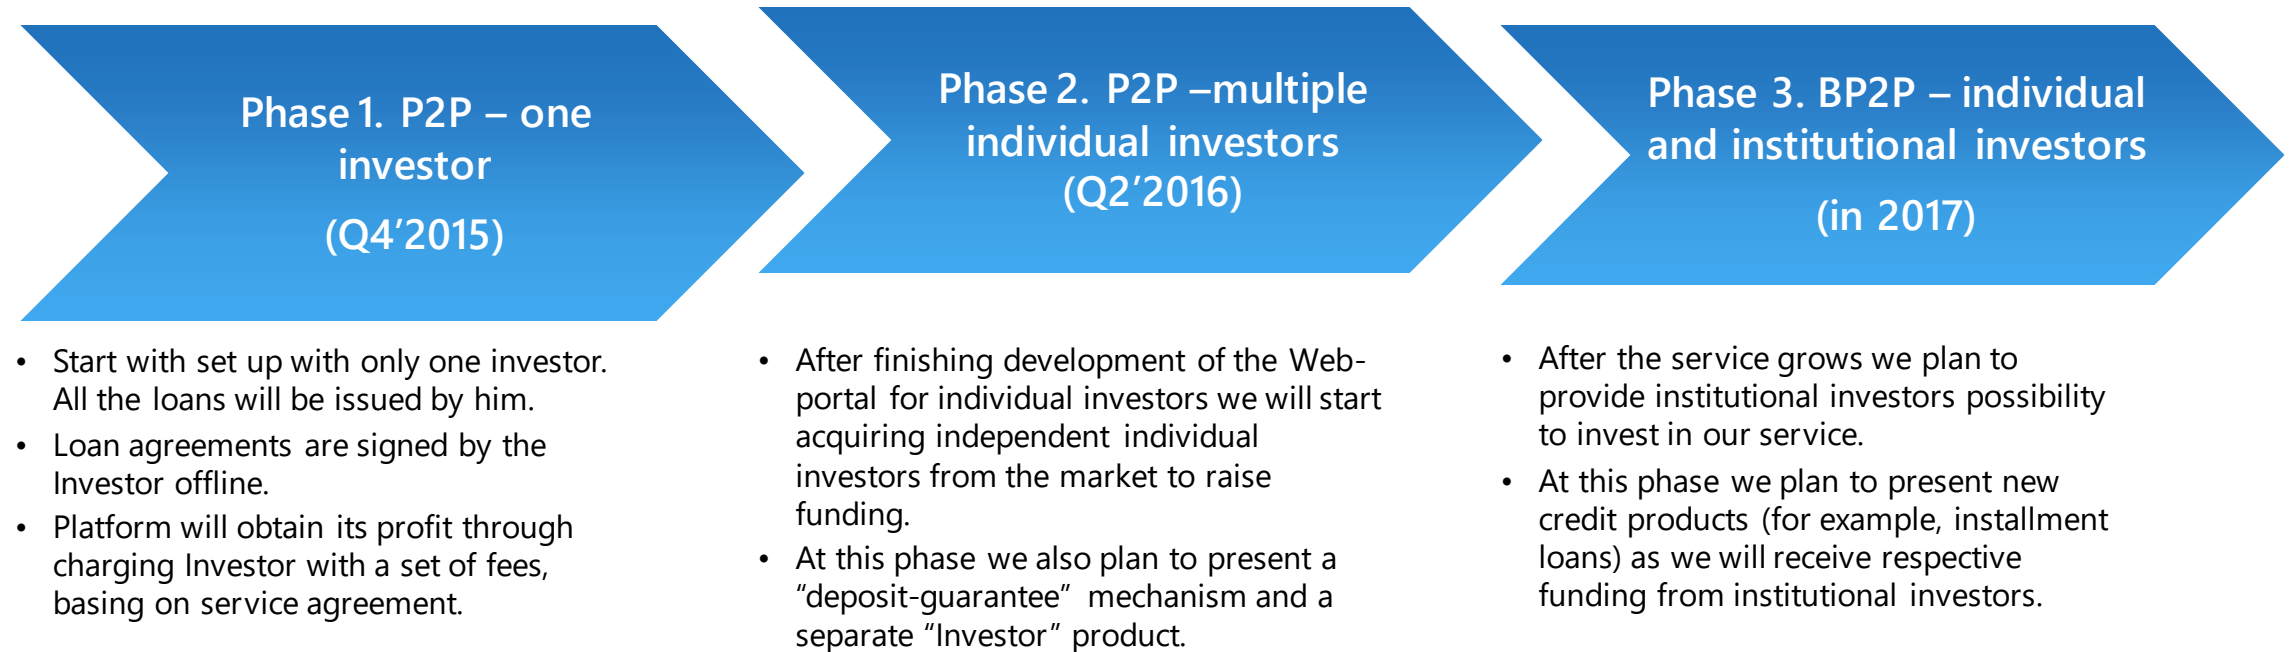 Phase 1. P2P – one
investor
(Q4’2015)
• Start with set up with only one investor.
All the loans will be issued by him.
• Loan agreements are signed by the
Investor offline.
• Platform will obtain its profit through
charging Investor with a set of fees,
basing on service agreement.
Phase 2. P2P –multiple
individual investors
(Q2’2016)
• After finishing development of the Web-
portal for individual investors we will start
acquiring independent individual
investors from the market to raise
funding.
• At this phase we also plan to present a
“deposit-guarantee” mechanism and a
separate “Investor” product.
Phase 3. BP2P – individual
and institutional investors
(in 2017)
• After the service grows we plan to
provide institutional investors possibility
to invest in our service.
• At this phase we plan to present new
credit products (for example, installment
loans) as we will receive respective
funding from institutional investors.